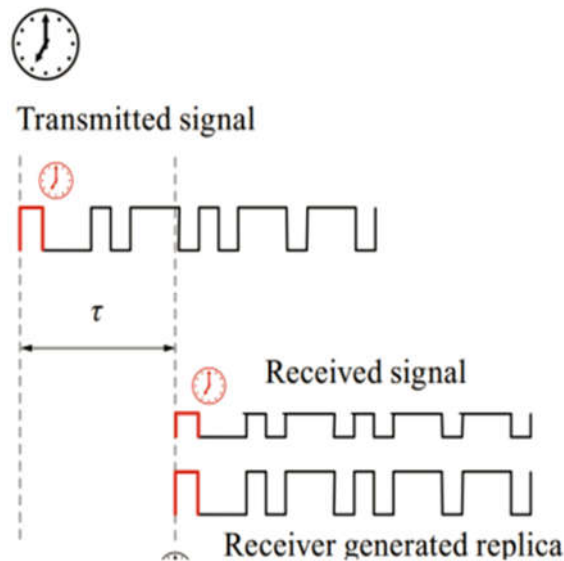 Transmitted signal
τ
Received signal
Receiver generated replica